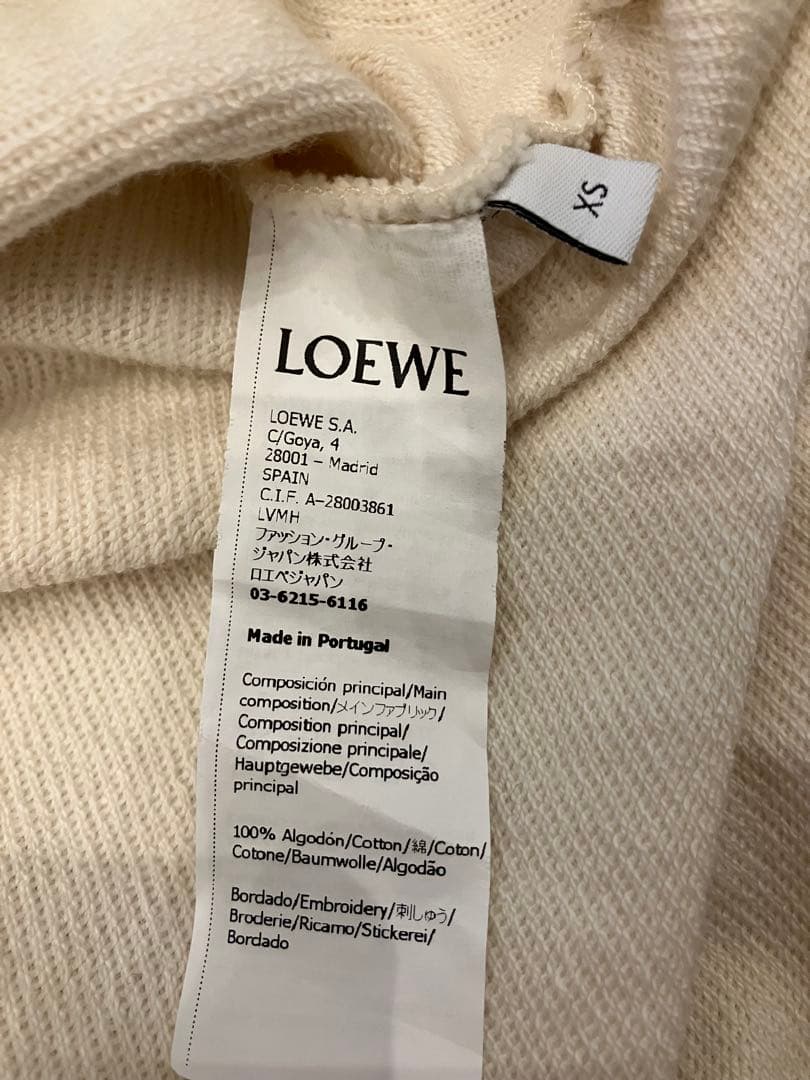 XS
LOEWE
LOEWE S.A.
C/Goya, 4
28001 – Madrid
SPAIN
C.I.F. A-28003861
LVMH
ファッション・グループ・
ジャパン株式会社
ロエベジャパン
03-6215-6116
Made in Portugal
Composición principal/Main
composition/メインファブリック/
Composition principal/
Composizione principale/
Hauptgewebe/Composição
principal
100% Algodón/Cotton/綿/Coton/
Cotone/Baumwolle/Algodão
Bordado/Embroidery/刺しゅう/
Broderie/Ricamo/Stickerei/
Bordado